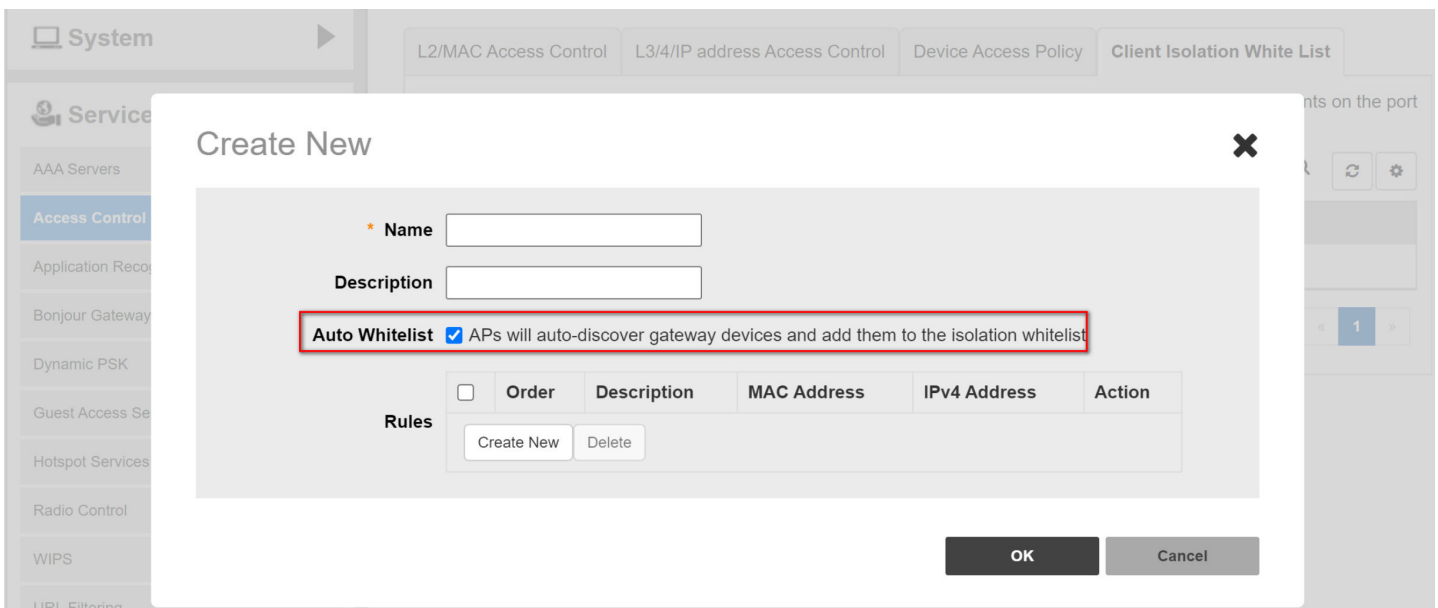 System
L2/MAC Access Control
L3/4/IP address Access Control
Device Access Policy
Client Isolation White List
on the port
Service
AAA Servers
Access Control
Application
Bonjour Gateway
Dynamic PSK
Guest Access
Hotspot Services
Radio Control
WIPS
URL Filtering
« 1 »
Create New
* Name
Description
Auto Whitelist APs will auto-discover gateway devices and add them to the isolation whitelist
Rules
Order Description MAC Address IPv4 Address Action
Create New Delete
OK Cancel